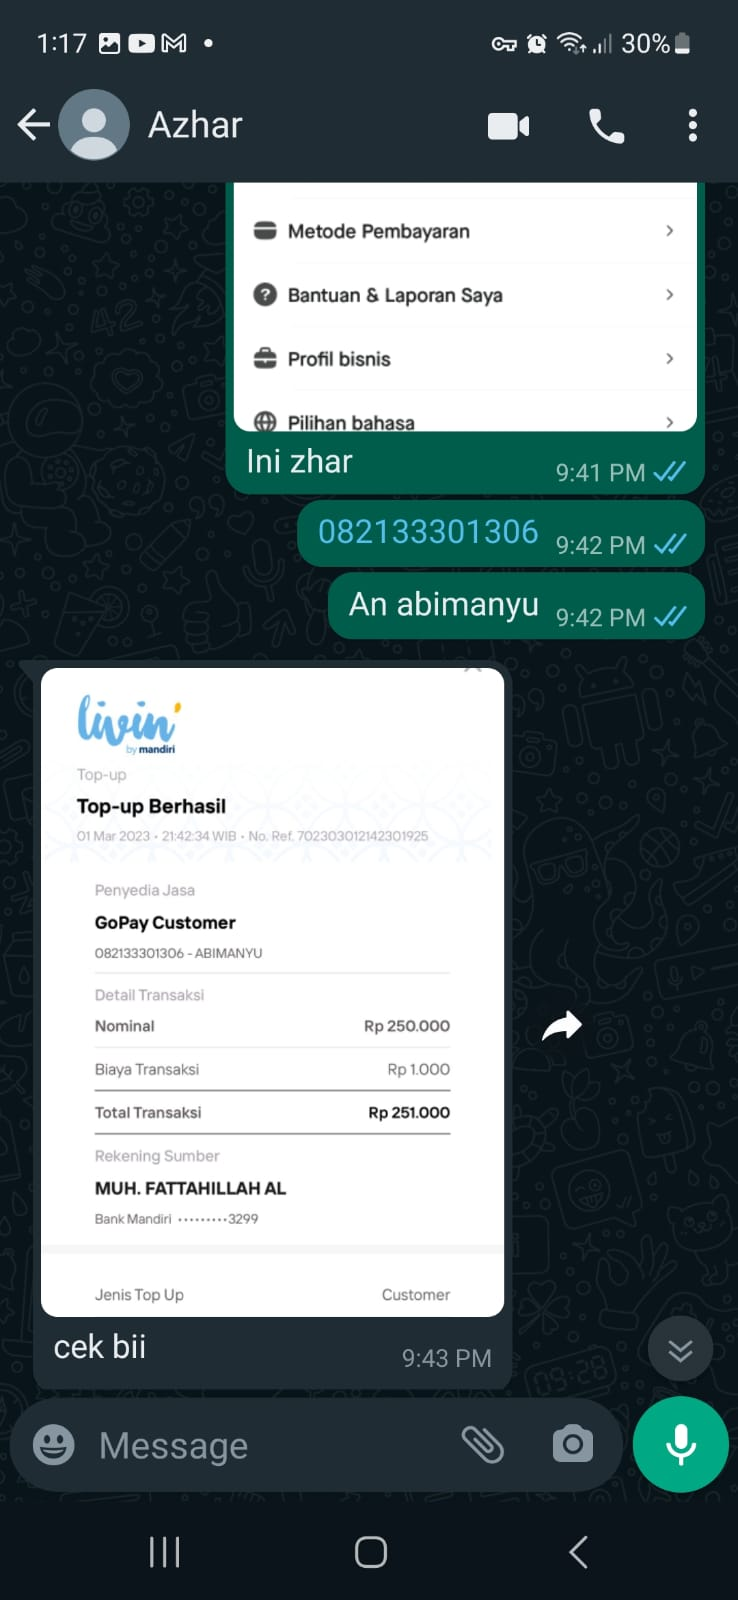 1:17
30%
Azhar
Metode Pembayaran
Bantuan & Laporan Saya
Profil bisnis
Pilihan bahasa
Ini zhar
9:41 PM
082133301306
9:42 PM
An abimanyu
9:42 PM
livin'
by mandiri
Top-up
Top-up Berhasil
01 Mar 2023 • 21:42:34 WIB • No. Ref. 702303012142301925
Penyedia Jasa
GoPay Customer
082133301306 - ABIMANYU
Detail Transaksi
Nominal Rp 250.000
Biaya Transaksi Rp 1.000
Total Transaksi Rp 251.000
Rekening Sumber
MUH. FATTAHILLAH AL
Bank Mandiri •••••••••3299
Jenis Top Up Customer
cek bii
9:43 PM
Message